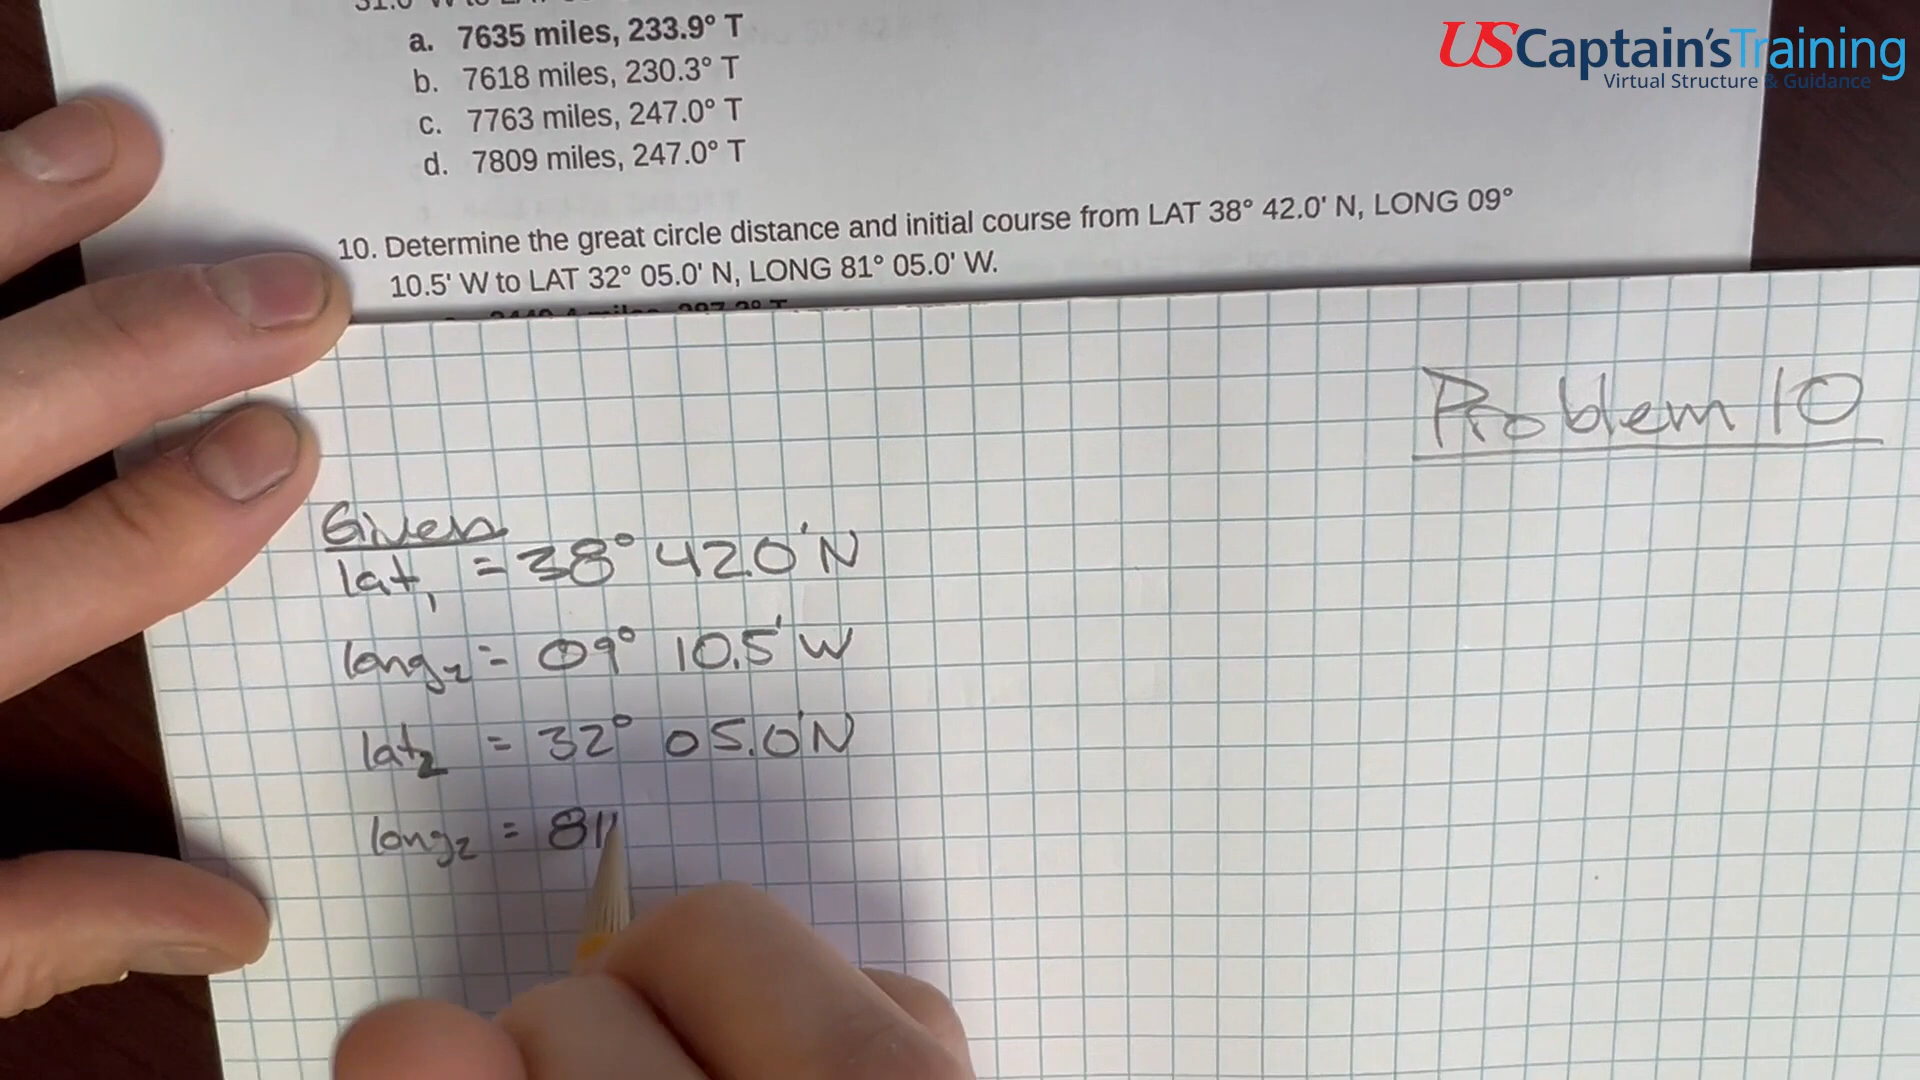 USCaptain'sTraining
Virtual Structure & Guidance
a. 7635 miles, 233.9° T
b. 7618 miles, 230.3° T
c. 7763 miles, 247.0° T
d. 7809 miles, 247.0° T
10. Determine the great circle distance and initial course from LAT 38° 42.0' N, LONG 09°
10.5' W to LAT 32° 05.0' N, LONG 81° 05.0' W.
Problem 10
Given
lat₁ = 38° 42.0' N
long₂ = 09° 10.5' W
lat₂ = 32° 05.0' N
long₂ = 81